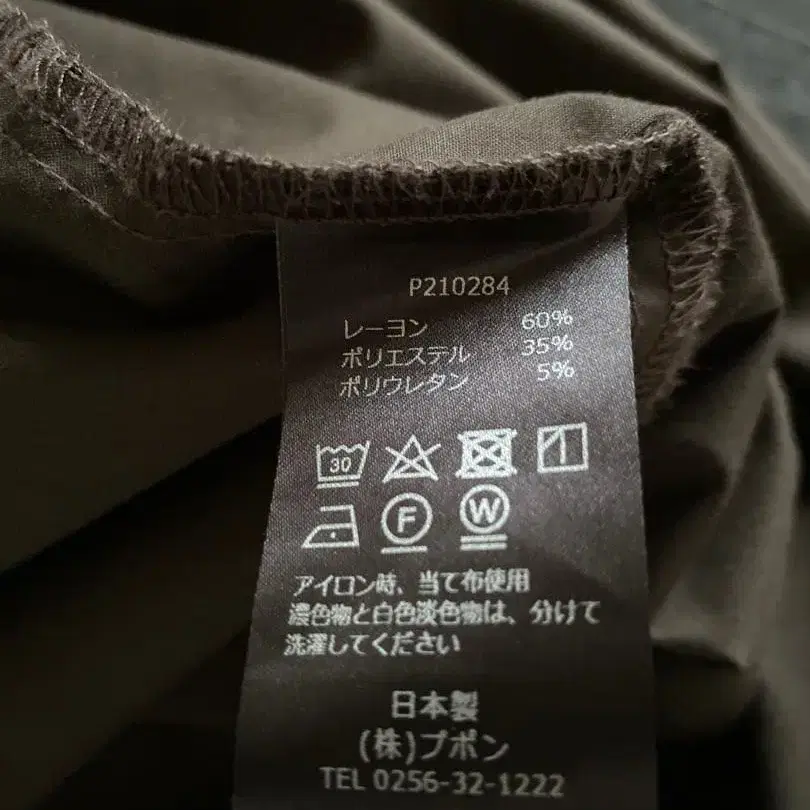 P210284
レーヨン 60%
ポリエステル 35%
ポリウレタン 5%
30
F W
アイロン時、当て布使用
濃色物と白色淡色物は、分けて
洗濯してください
日本製
(株)プポン
TEL 0256-32-1222